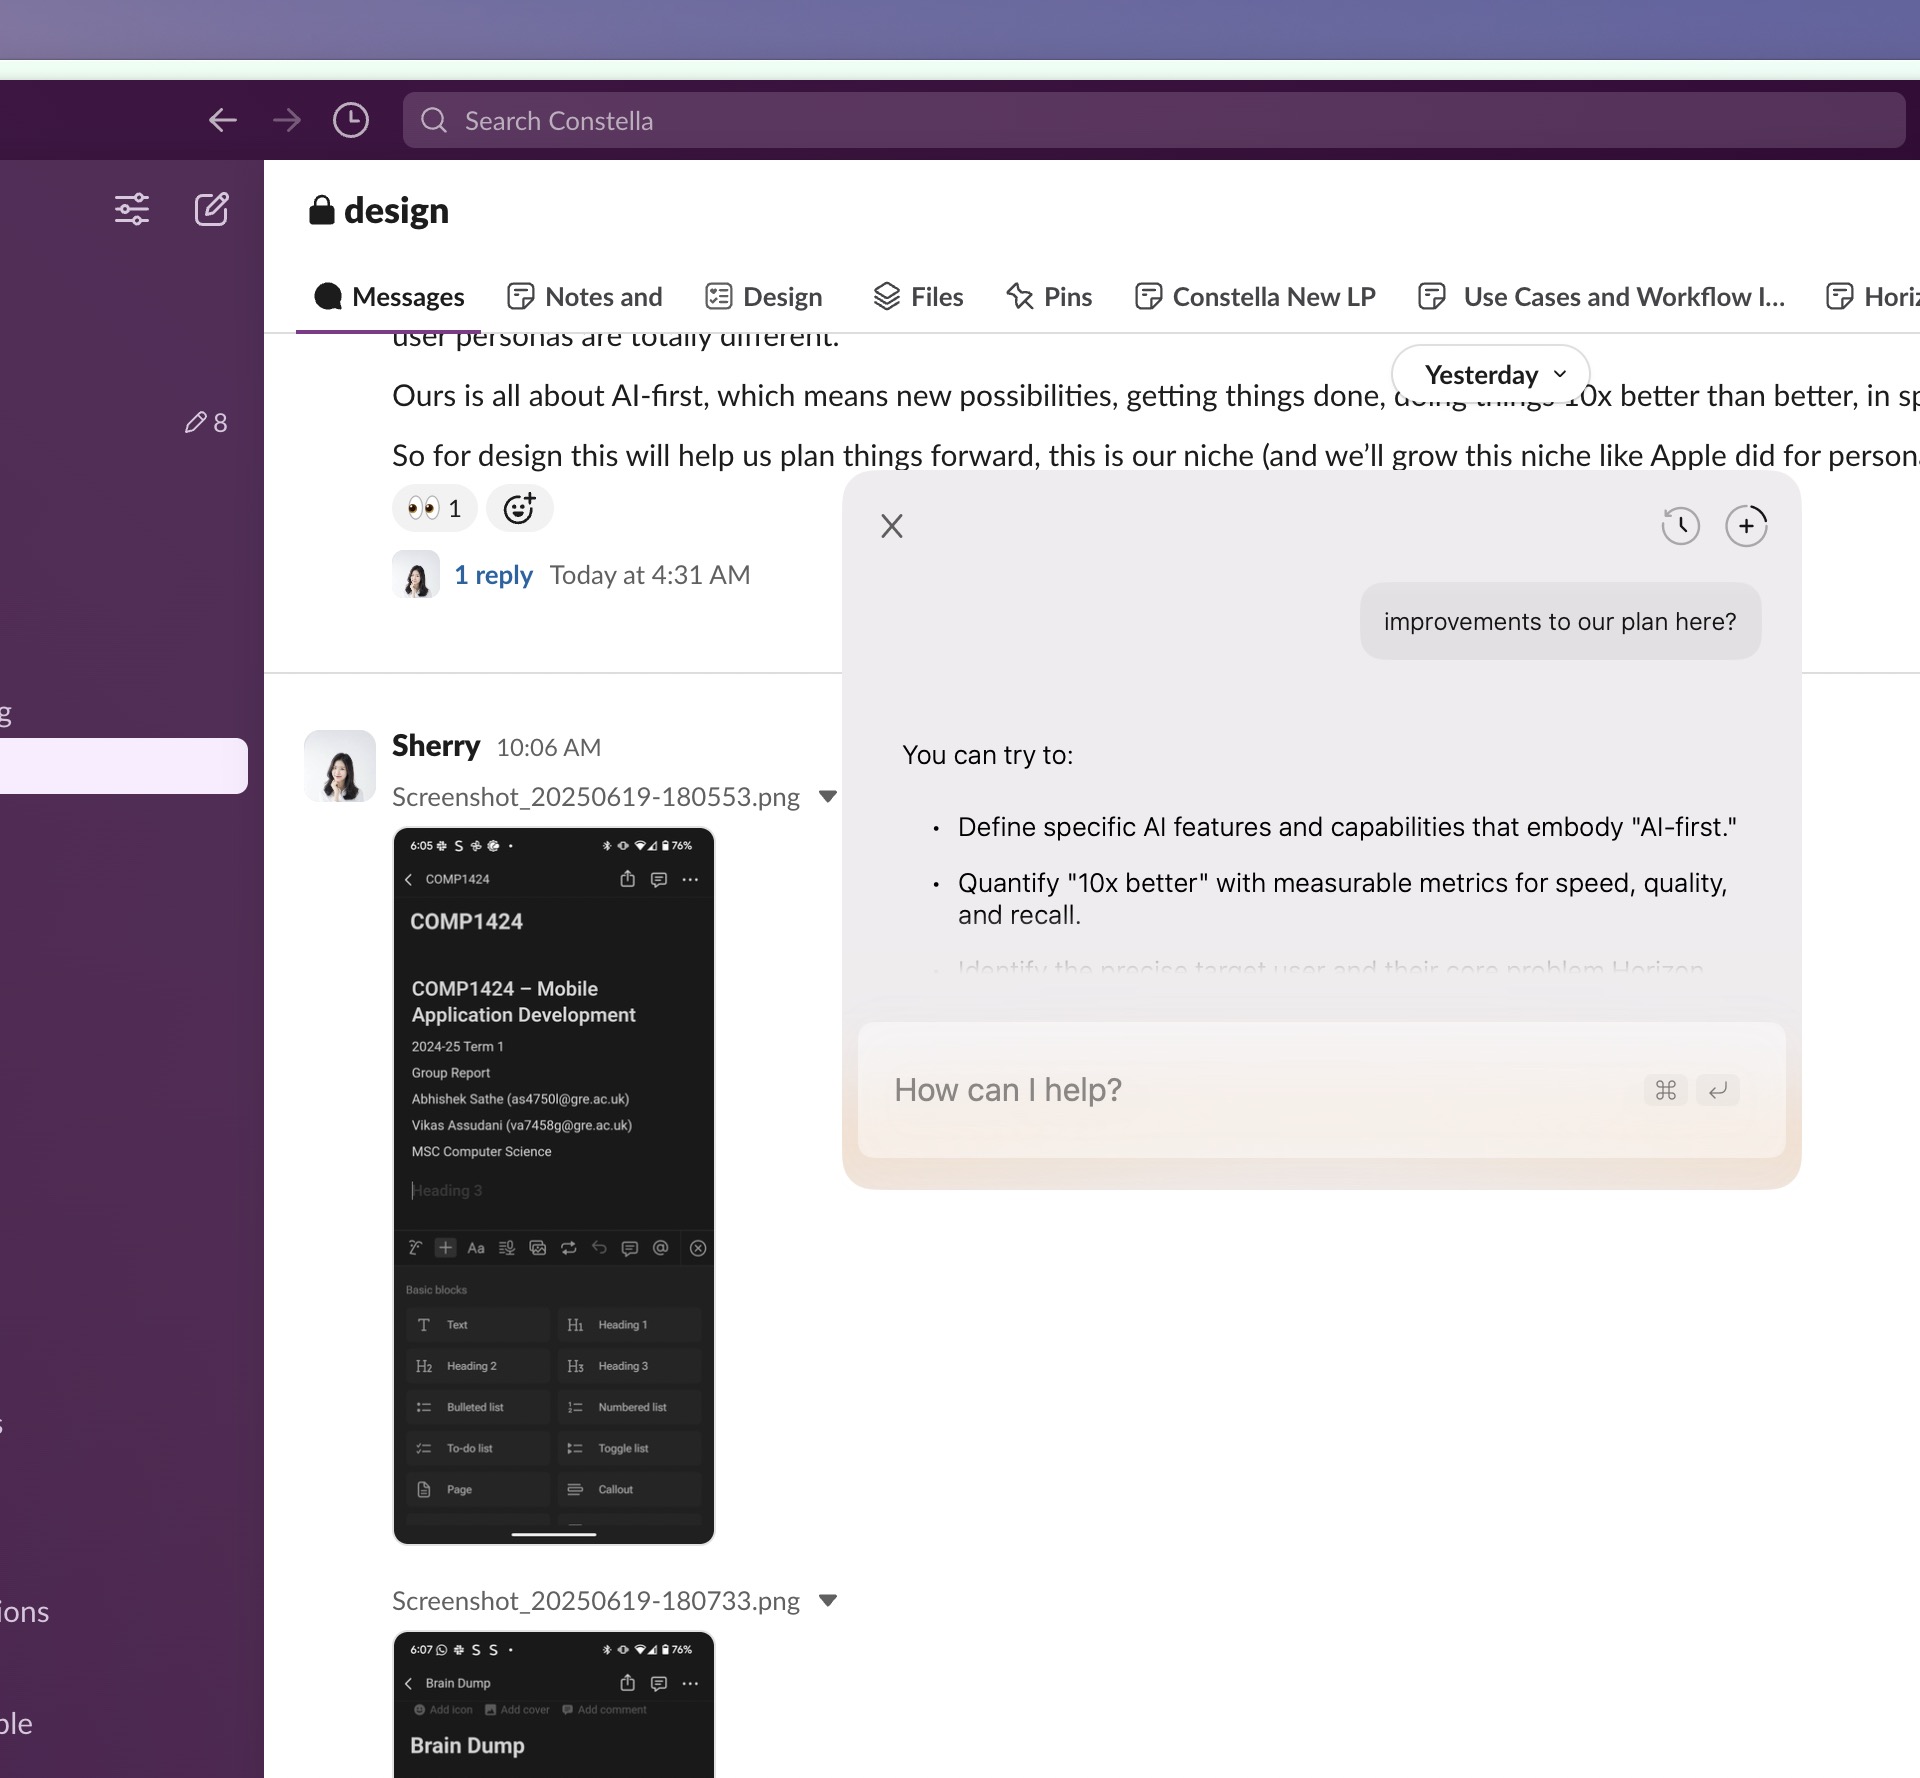 Search Constella
design
Messages
Notes and
Design
Files
Pins
Constella New LP
Use Cases and Workflow I...
Horiz
8
g
s
ions
ble
user personas are totally different.
Yesterday
Ours is all about AI-first, which means new possibilities, getting things done, doing things 10x better than better, in sp
So for design this will help us plan things forward, this is our niche (and we'll grow this niche like Apple did for person
1
1 reply Today at 4:31 AM
Sherry 10:06 AM
Screenshot_20250619-180553.png
6:05 S
76%
COMP1424
COMP1424
COMP1424 – Mobile
Application Development
2024-25 Term 1
Group Report
Abhishek Sathe (as4750l@gre.ac.uk)
Vikas Assudani (va7458g@gre.ac.uk)
MSC Computer Science
Heading 3
Aa
@
Basic blocks
T Text
H1 Heading 1
H2 Heading 2
H3 Heading 3
Bulleted list
Numbered list
To-do list
Toggle list
Page
Callout
Screenshot_20250619-180733.png
6:07 S S
76%
Brain Dump
Add icon
Add cover
Add comment
Brain Dump
improvements to our plan here?
You can try to:
• Define specific AI features and capabilities that embody "AI-first."
• Quantify "10x better" with measurable metrics for speed, quality,
and recall.
• Identify the precise target user and their core problem Horizon
How can I help?